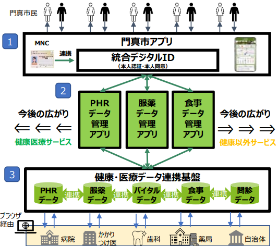 門真市民
1
門真市アプリ
MNC
連携
統合デジタルID
(本人認証・本人同意)
2
PHR
データ
管理
アプリ
服薬
データ
管理
アプリ
食事
データ
管理
アプリ
今後の広がり
健康医療サービス
今後の広がり
健康以外サービス
3
健康・医療データ連携基盤
PHR
データ
服薬
データ
バイタル
データ
食事
データ
問診
データ
ブラウザ
経由
病院
かかり
つけ医
歯科
薬局
自治体